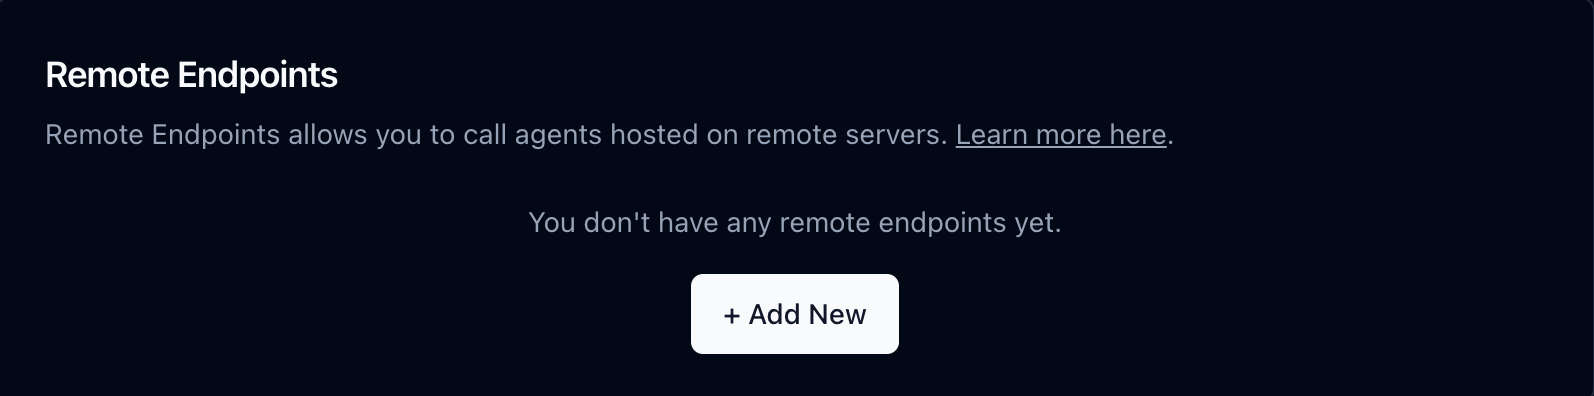 Remote Endpoints
Remote Endpoints allows you to call agents hosted on remote servers. Learn more here.
You don't have any remote endpoints yet.
+ Add New